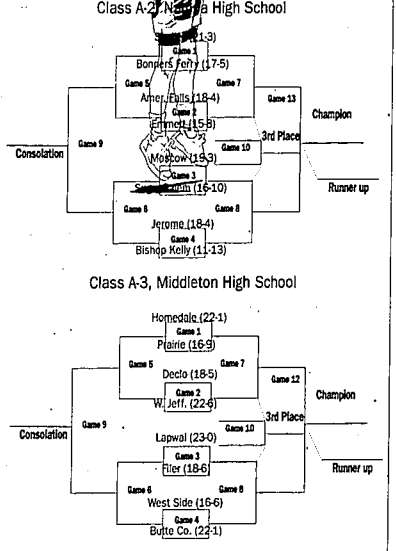 Class A-2, Nampa High School
Game 1
Bonners Ferry (17-5)
Game 5
Game 7
Amer. Falls (18-4)
Game 13
Game 2
Emmett (15-8)
Champion
3rd Place
Game 9
Game 10
Consolation
Moscow (19-3)
Game 3
(16-10)
Runner up
Game 6
Game 8
Jerome (18-4)
Game 4
Bishop Kelly (11-13)
Class A-3, Middleton High School
Homedale (22-1)
Game 1
Prairie (16-9)
Game 5
Game 7
Declo (18-5)
Game 12
Game 2
W. Jeff. (22-6)
Champion
3rd Place
Game 9
Game 10
Consolation
Lapwai (23-0)
Game 3
Filer (18-6)
Runner up
Game 6
Game 8
West Side (16-6)
Game 4
Butte Co. (22-1)